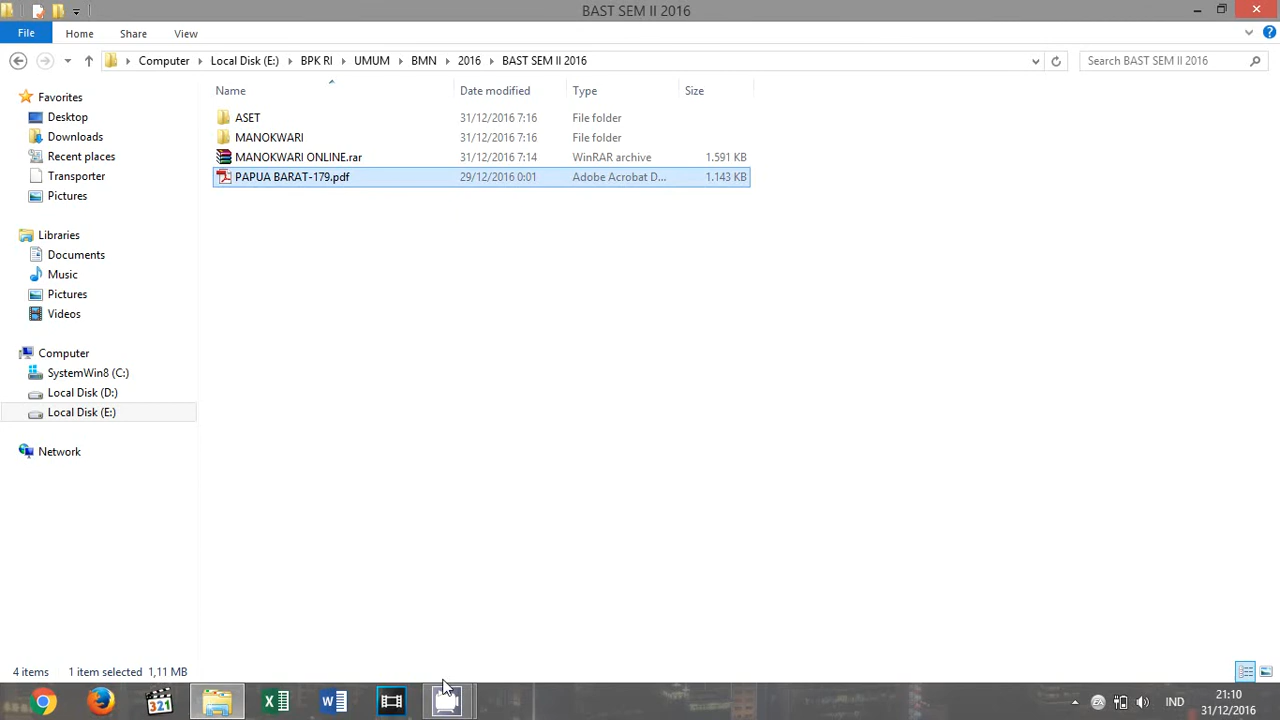 BAST SEM II 2016
File Home Share View
Computer Local Disk (E:) BPK RI UMUM BMN 2016 BAST SEM II 2016 Search BAST SEM II 2016
Name Date modified Type Size
Favorites
Desktop
Downloads
Recent places
Transporter
Pictures
Libraries
Documents
Music
Pictures
Videos
Computer
SystemWin8 (C:)
Local Disk (D:)
Local Disk (E:)
Network
ASET 31/12/2016 7:16 File folder
MANOKWARI 31/12/2016 7:16 File folder
MANOKWARI ONLINE.rar 31/12/2016 7:14 WinRAR archive 1.591 KB
PAPUA BARAT-179.pdf 29/12/2016 0:01 Adobe Acrobat D... 1.143 KB
4 items 1 item selected 1,11 MB
321
IND
21:10
31/12/2016